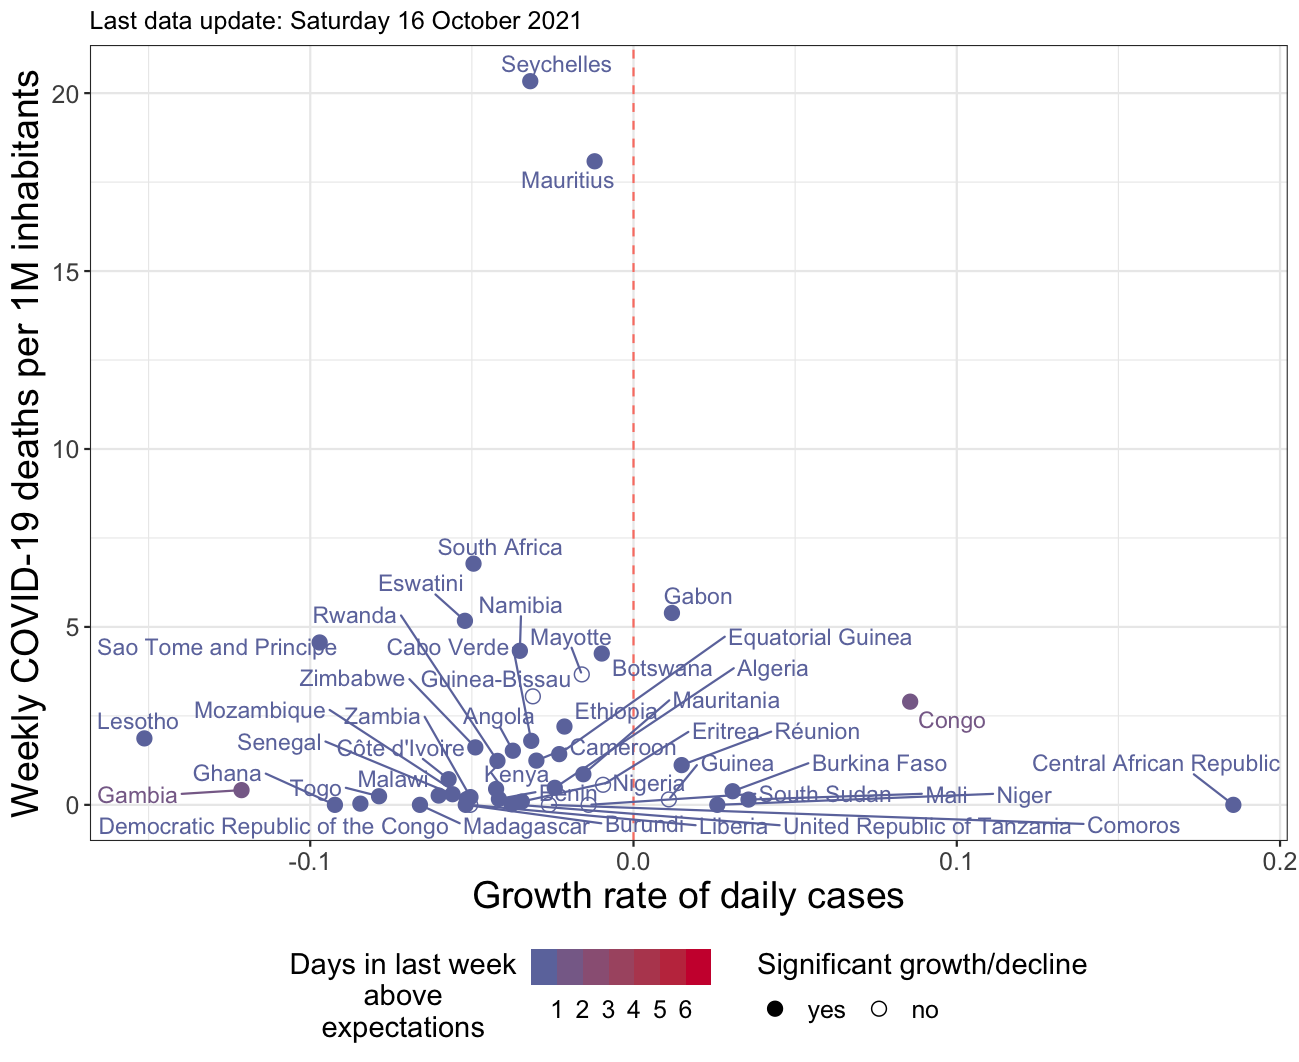 Last data update: Saturday 16 October 2021
Weekly COVID-19 deaths per 1M inhabitants
20
15
10
5
0
Seychelles
Mauritius
South Africa
Eswatini
Namibia
Gabon
Rwanda
Sao Tome and Principe
Cabo Verde
Mayotte
Equatorial Guinea
Zimbabwe
Guinea-Bissau
Botswana
Algeria
Lesotho
Mozambique
Zambia
Angola
Ethiopia
Mauritania
Congo
Senegal
Côte d'Ivoire
Cameroon
Eritrea
Réunion
Ghana
Togo
Malawi
Kenya
Benin
Nigeria
Guinea
Burkina Faso
Central African Republic
Gambia
South Sudan
Mali
Niger
Democratic Republic of the Congo
Madagascar
Burundi
Liberia
United Republic of Tanzania
Comoros
-0.1
0.0
0.1
0.2
Growth rate of daily cases
Days in last week
above
expectations
1 2 3 4 5 6
Significant growth/decline
yes
no